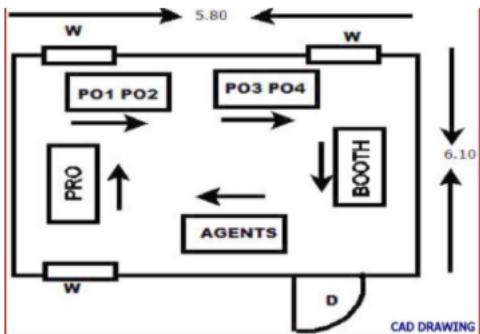 5.80
W
W
PO1 PO2
PO3 PO4
6.10
PRO
BOOTH
AGENTS
W
D
CAD DRAWING